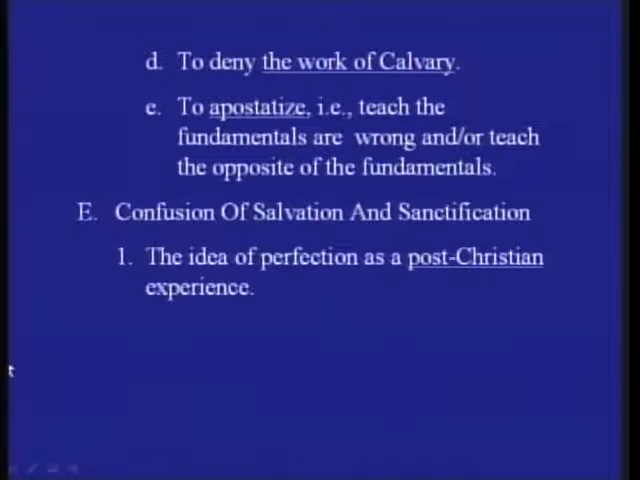 d. To deny the work of Calvary.
e. To apostatize, i.e., teach the
fundamentals are wrong and/or teach
the opposite of the fundamentals.
E. Confusion Of Salvation And Sanctification
1. The idea of perfection as a post-Christian
experience.